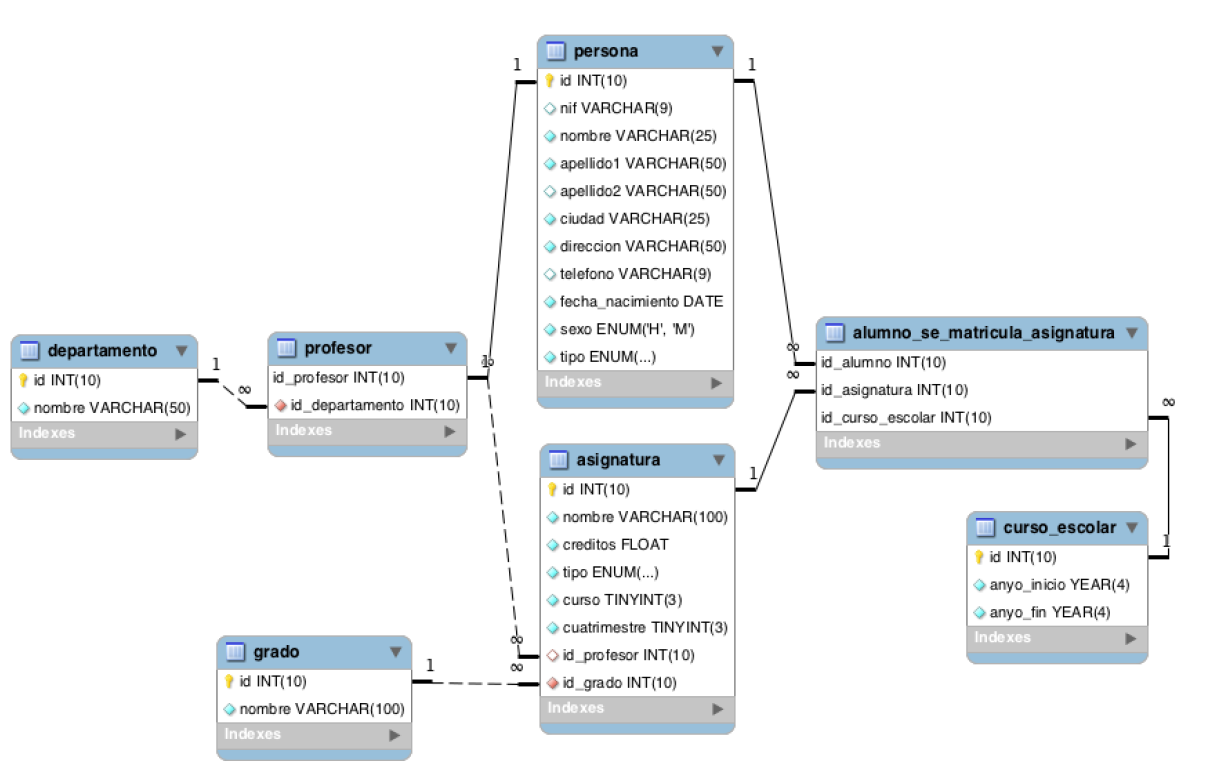 persona
id INT(10)
nif VARCHAR(9)
nombre VARCHAR(25)
apellido1 VARCHAR(50)
apellido2 VARCHAR(50)
ciudad VARCHAR(25)
direccion VARCHAR(50)
telefono VARCHAR(9)
fecha_nacimiento DATE
sexo ENUM('H', 'M')
tipo ENUM(...)
Indexes
1
1
departamento
id INT(10)
nombre VARCHAR(50)
Indexes
1
∞
profesor
id_profesor INT(10)
id_departamento INT(10)
Indexes
1
alumno_se_matricula_asignatura
id_alumno INT(10)
id_asignatura INT(10)
id_curso_escolar INT(10)
Indexes
∞
∞
∞
asignatura
id INT(10)
nombre VARCHAR(100)
creditos FLOAT
tipo ENUM(...)
curso TINYINT(3)
cuatrimestre TINYINT(3)
id_profesor INT(10)
id_grado INT(10)
Indexes
1
∞
∞
curso_escolar
id INT(10)
anyo_inicio YEAR(4)
anyo_fin YEAR(4)
Indexes
1
grado
id INT(10)
nombre VARCHAR(100)
Indexes
1